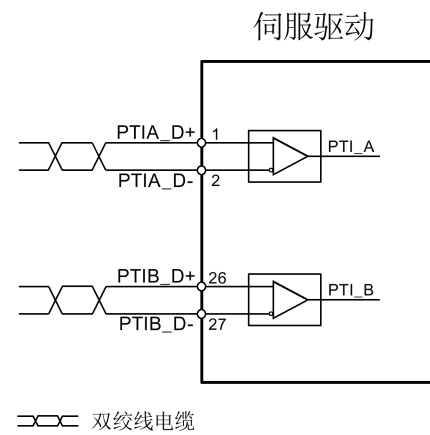 伺服驱动
PTIA_D+
1
PTI_A
PTIA_D-
2
PTIB_D+
26
PTI_B
PTIB_D-
27
双绞线电缆